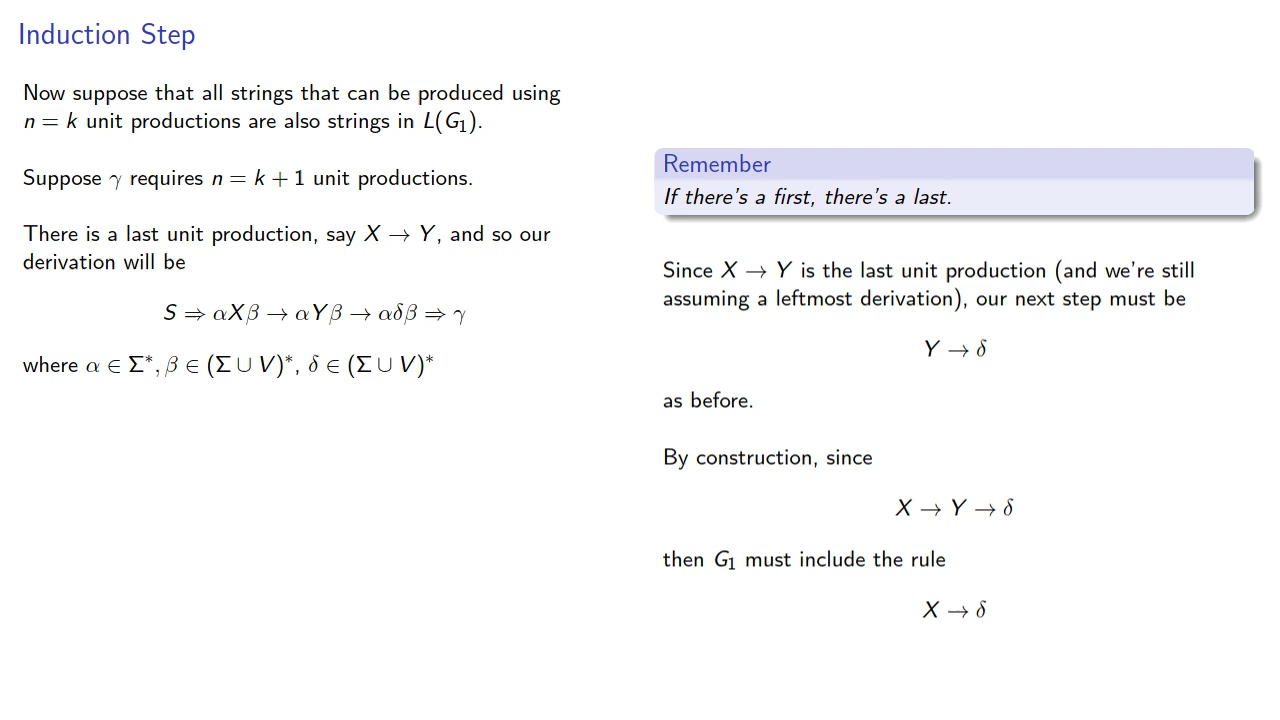 Induction Step
Now suppose that all strings that can be produced using
n = k unit productions are also strings in L(G₁).
Suppose γ requires n = k + 1 unit productions.
There is a last unit production, say X → Y, and so our
derivation will be
S ⇒ αXβ → αYβ → αδβ ⇒ γ
where α ∈ Σ*, β ∈ (Σ ∪ V)*, δ ∈ (Σ ∪ V)*
Remember
If there's a first, there's a last.
Since X → Y is the last unit production (and we're still
assuming a leftmost derivation), our next step must be
Y → δ
as before.
By construction, since
X → Y → δ
then G₁ must include the rule
X → δ